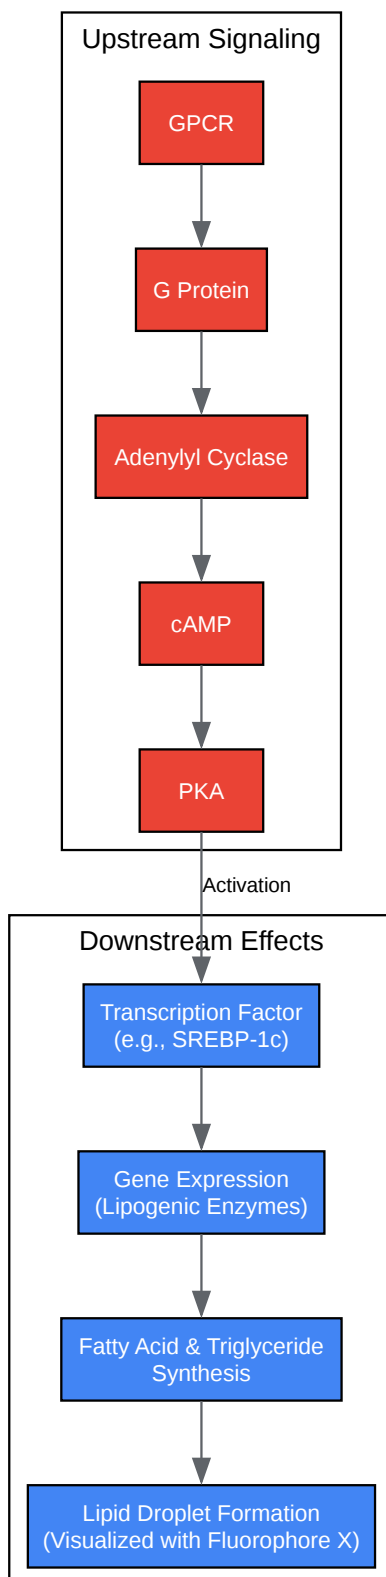 Upstream Signaling
GPCR
G Protein
Adenylyl Cyclase
cAMP
PKA
Activation
Downstream Effects
Transcription Factor
(e.g., SREBP-1c)
Gene Expression
(Lipogenic Enzymes)
Fatty Acid & Triglyceride
Synthesis
Lipid Droplet Formation
(Visualized with Fluorophore X)